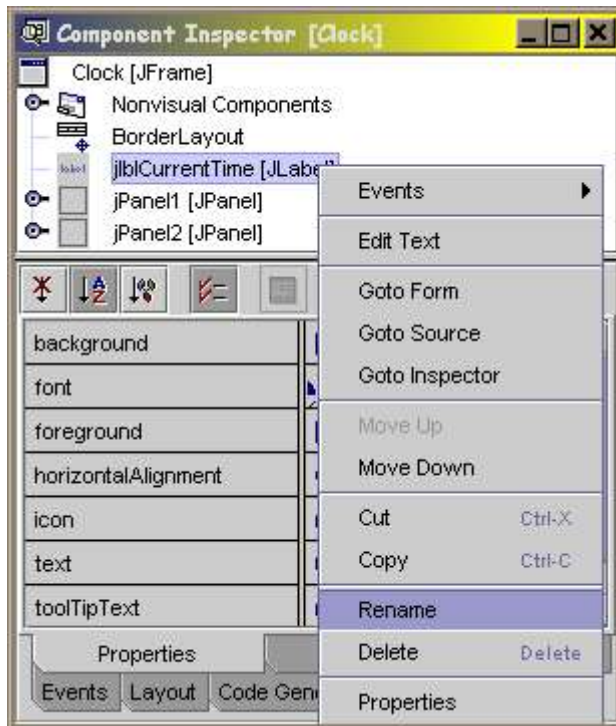 Component Inspector [Clock]
Clock [JFrame]
Nonvisual Components
BorderLayout
label jlblCurrentTime [JLabel]
jPanel1 [JPanel]
jPanel2 [JPanel]
Events
Edit Text
Goto Form
Goto Source
Goto Inspector
Move Up
Move Down
Cut Ctrl-X
Copy Ctrl-C
Rename
Delete Delete
Properties
background
font
foreground
horizontalAlignment
icon
text
toolTipText
Properties
Events Layout Code Gen